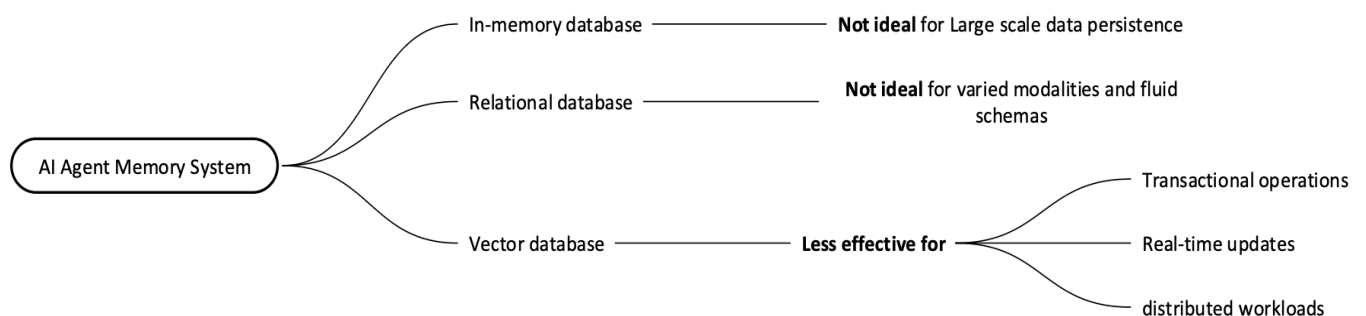 AI Agent Memory System
In-memory database
Not ideal for Large scale data persistence
Relational database
Not ideal for varied modalities and fluid
schemas
Vector database
Less effective for
Transactional operations
Real-time updates
distributed workloads